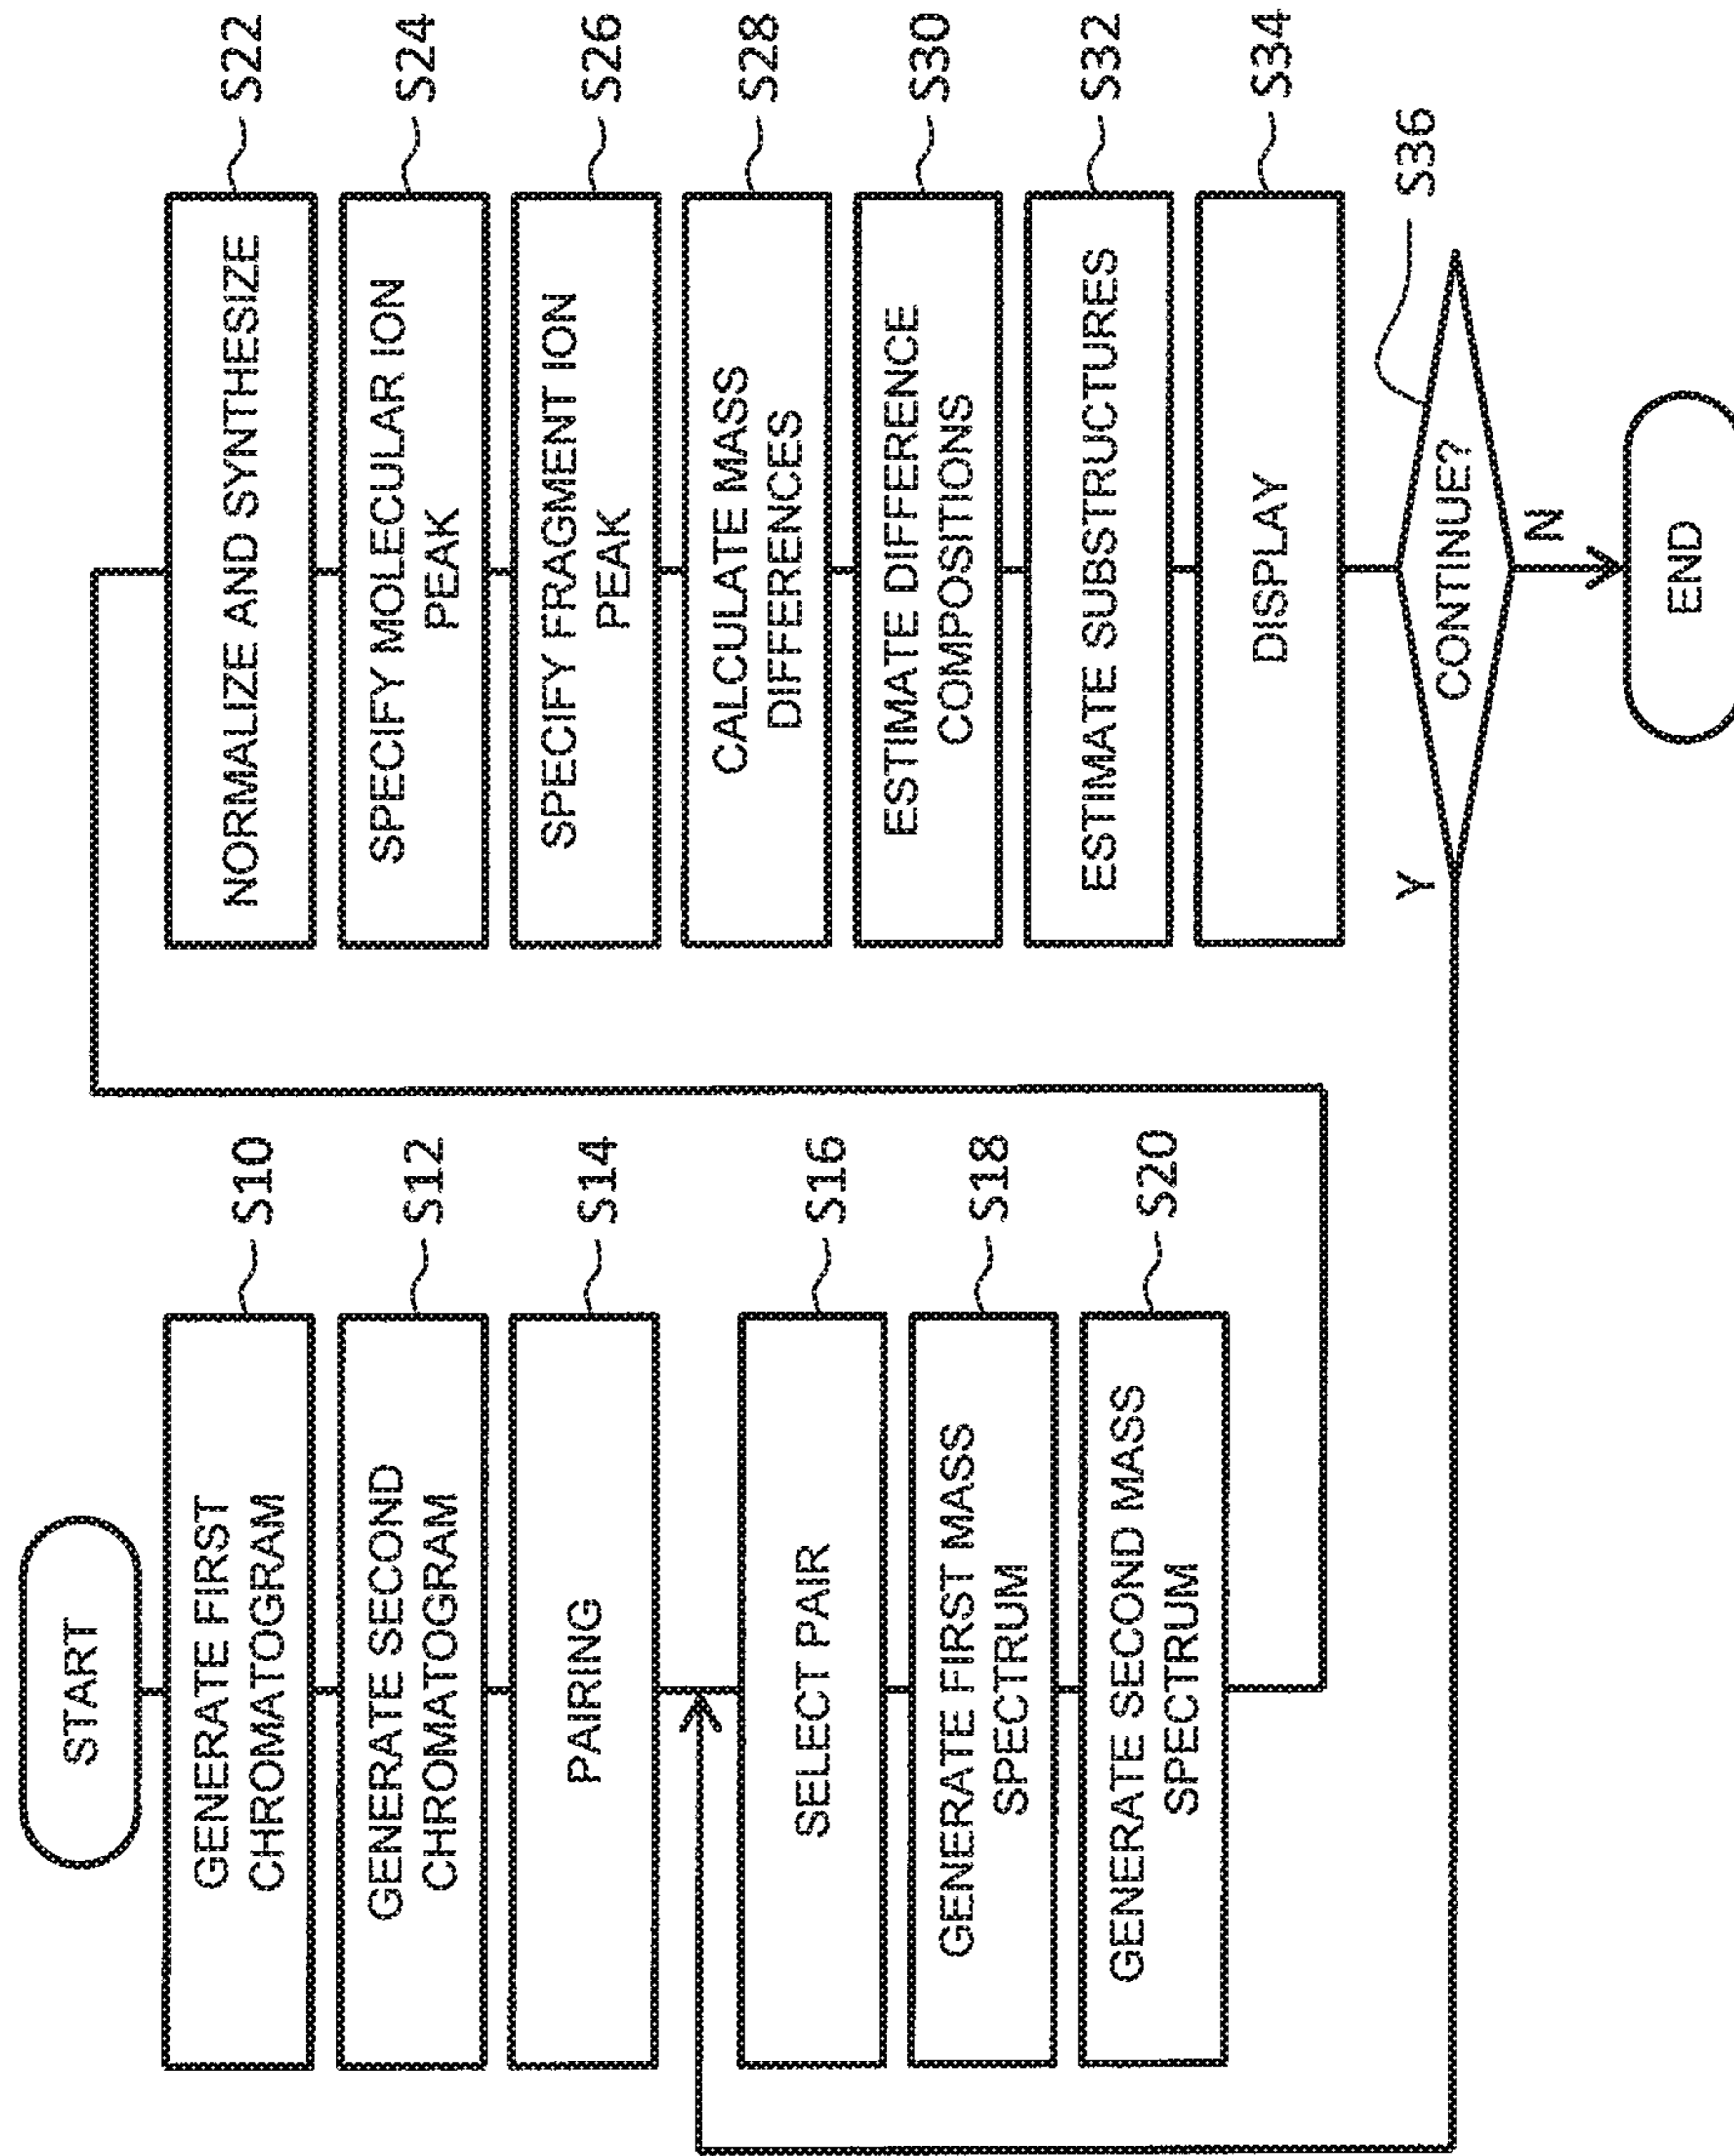 START
GENERATE FIRST
CHROMATOGRAM
S10
GENERATE SECOND
CHROMATOGRAM
S12
PAIRING
S14
SELECT PAIR
S16
GENERATE FIRST MASS
SPECTRUM
S18
GENERATE SECOND MASS
SPECTRUM
S20
NORMALIZE AND SYNTHESIZE
S22
SPECIFY MOLECULAR ION
PEAK
S24
SPECIFY FRAGMENT ION
PEAK
S26
CALCULATE MASS
DIFFERENCES
S28
ESTIMATE DIFFERENCE
COMPOSITIONS
S30
ESTIMATE SUBSTRUCTURES
S32
DISPLAY
S34
CONTINUE?
S36
Y
N
END